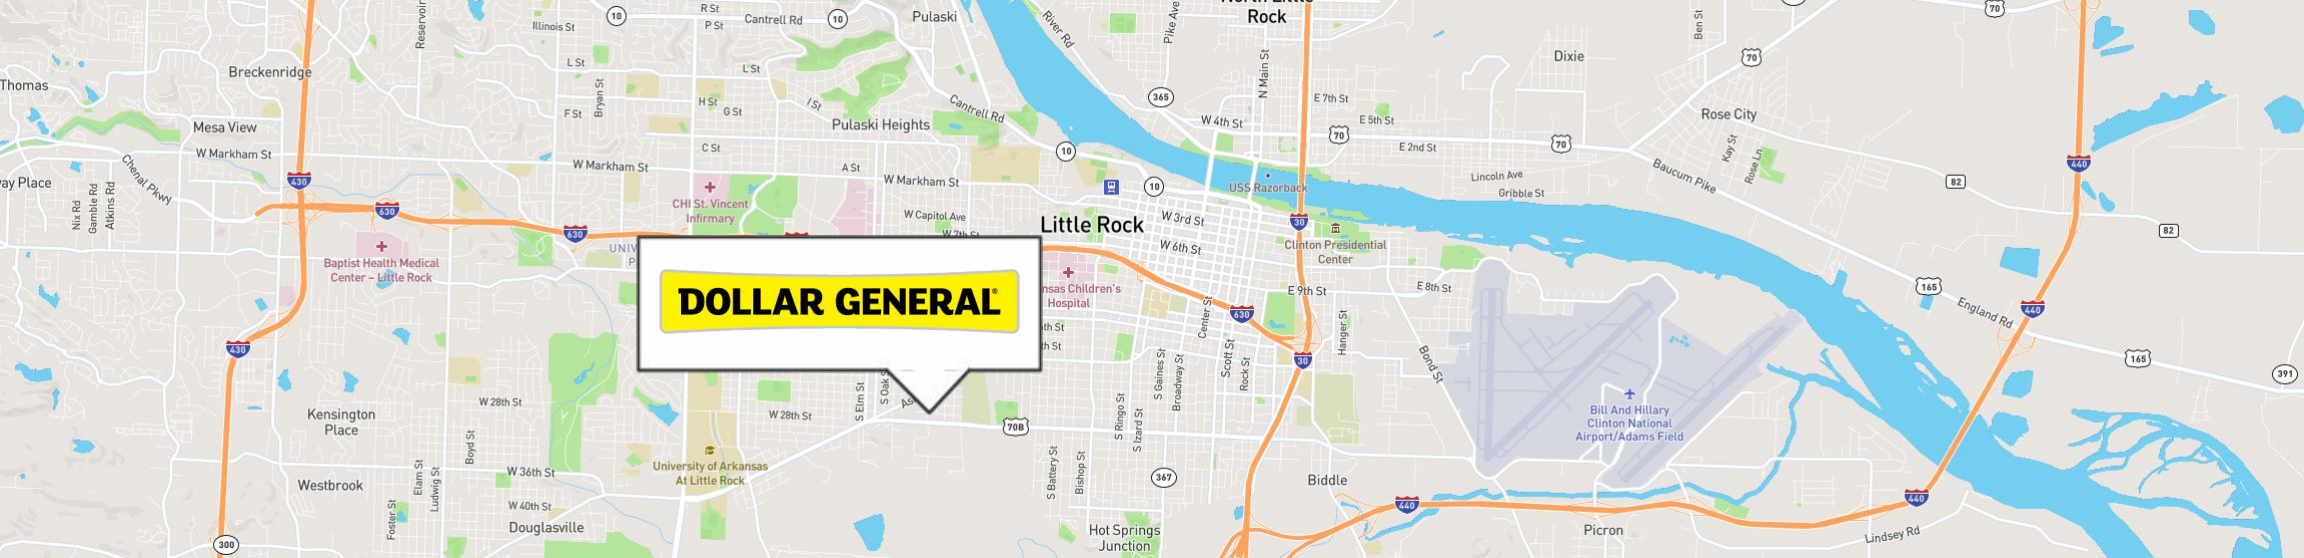 North Little
Rock
R St
P St
10
Cantrell Rd
10
Pulaski
Illinois St
Reservoir
River Rd
Pike Ave
N Main St
Dixie
Ben St
70
70
Breckenridge
L St
L St
Thomas
Bryan St
F St
H St
G St
I St
Cantrell Rd
365
E 7th St
E 5th St
W 4th St
70
E 2nd St
70
Rose City
Mesa View
Pulaski Heights
C St
W Markham St
W Markham St
A St
W Markham St
10
10
Kay St
Rose Ln
Baucum Pike
82
440
Chenal Pkwy
430
Nix Rd
Gamble Rd
Atkins Rd
630
630
CHI St. Vincent
Infirmary
W Capitol Ave
W 7th St
Little Rock
W 3rd St
W 6th St
USS Razorback
30
Lincoln Ave
Gribble St
Clinton Presidential
Center
82
Baptist Health Medical
Center – Little Rock
DOLLAR GENERAL®
Children's
Hospital
E 9th St
E 8th St
165
England Rd
440
165
391
430
630
Center St
Hanger St
30
Bond St
Scott St
Rock St
S Gaines St
Broadway St
Kensington
Place
W 28th St
W 28th St
S Elm St
S Oak
70B
S Ringo St
S Izard St
Bill And Hillary
Clinton National
Airport/Adams Field
Boyd St
W 36th St
University of Arkansas
At Little Rock
Westbrook
Elam St
Ludwig St
Foster St
W 40th St
Douglasville
S Battery St
Bishop St
367
Biddle
440
440
Hot Springs
Junction
Picron
Lindsey Rd
300